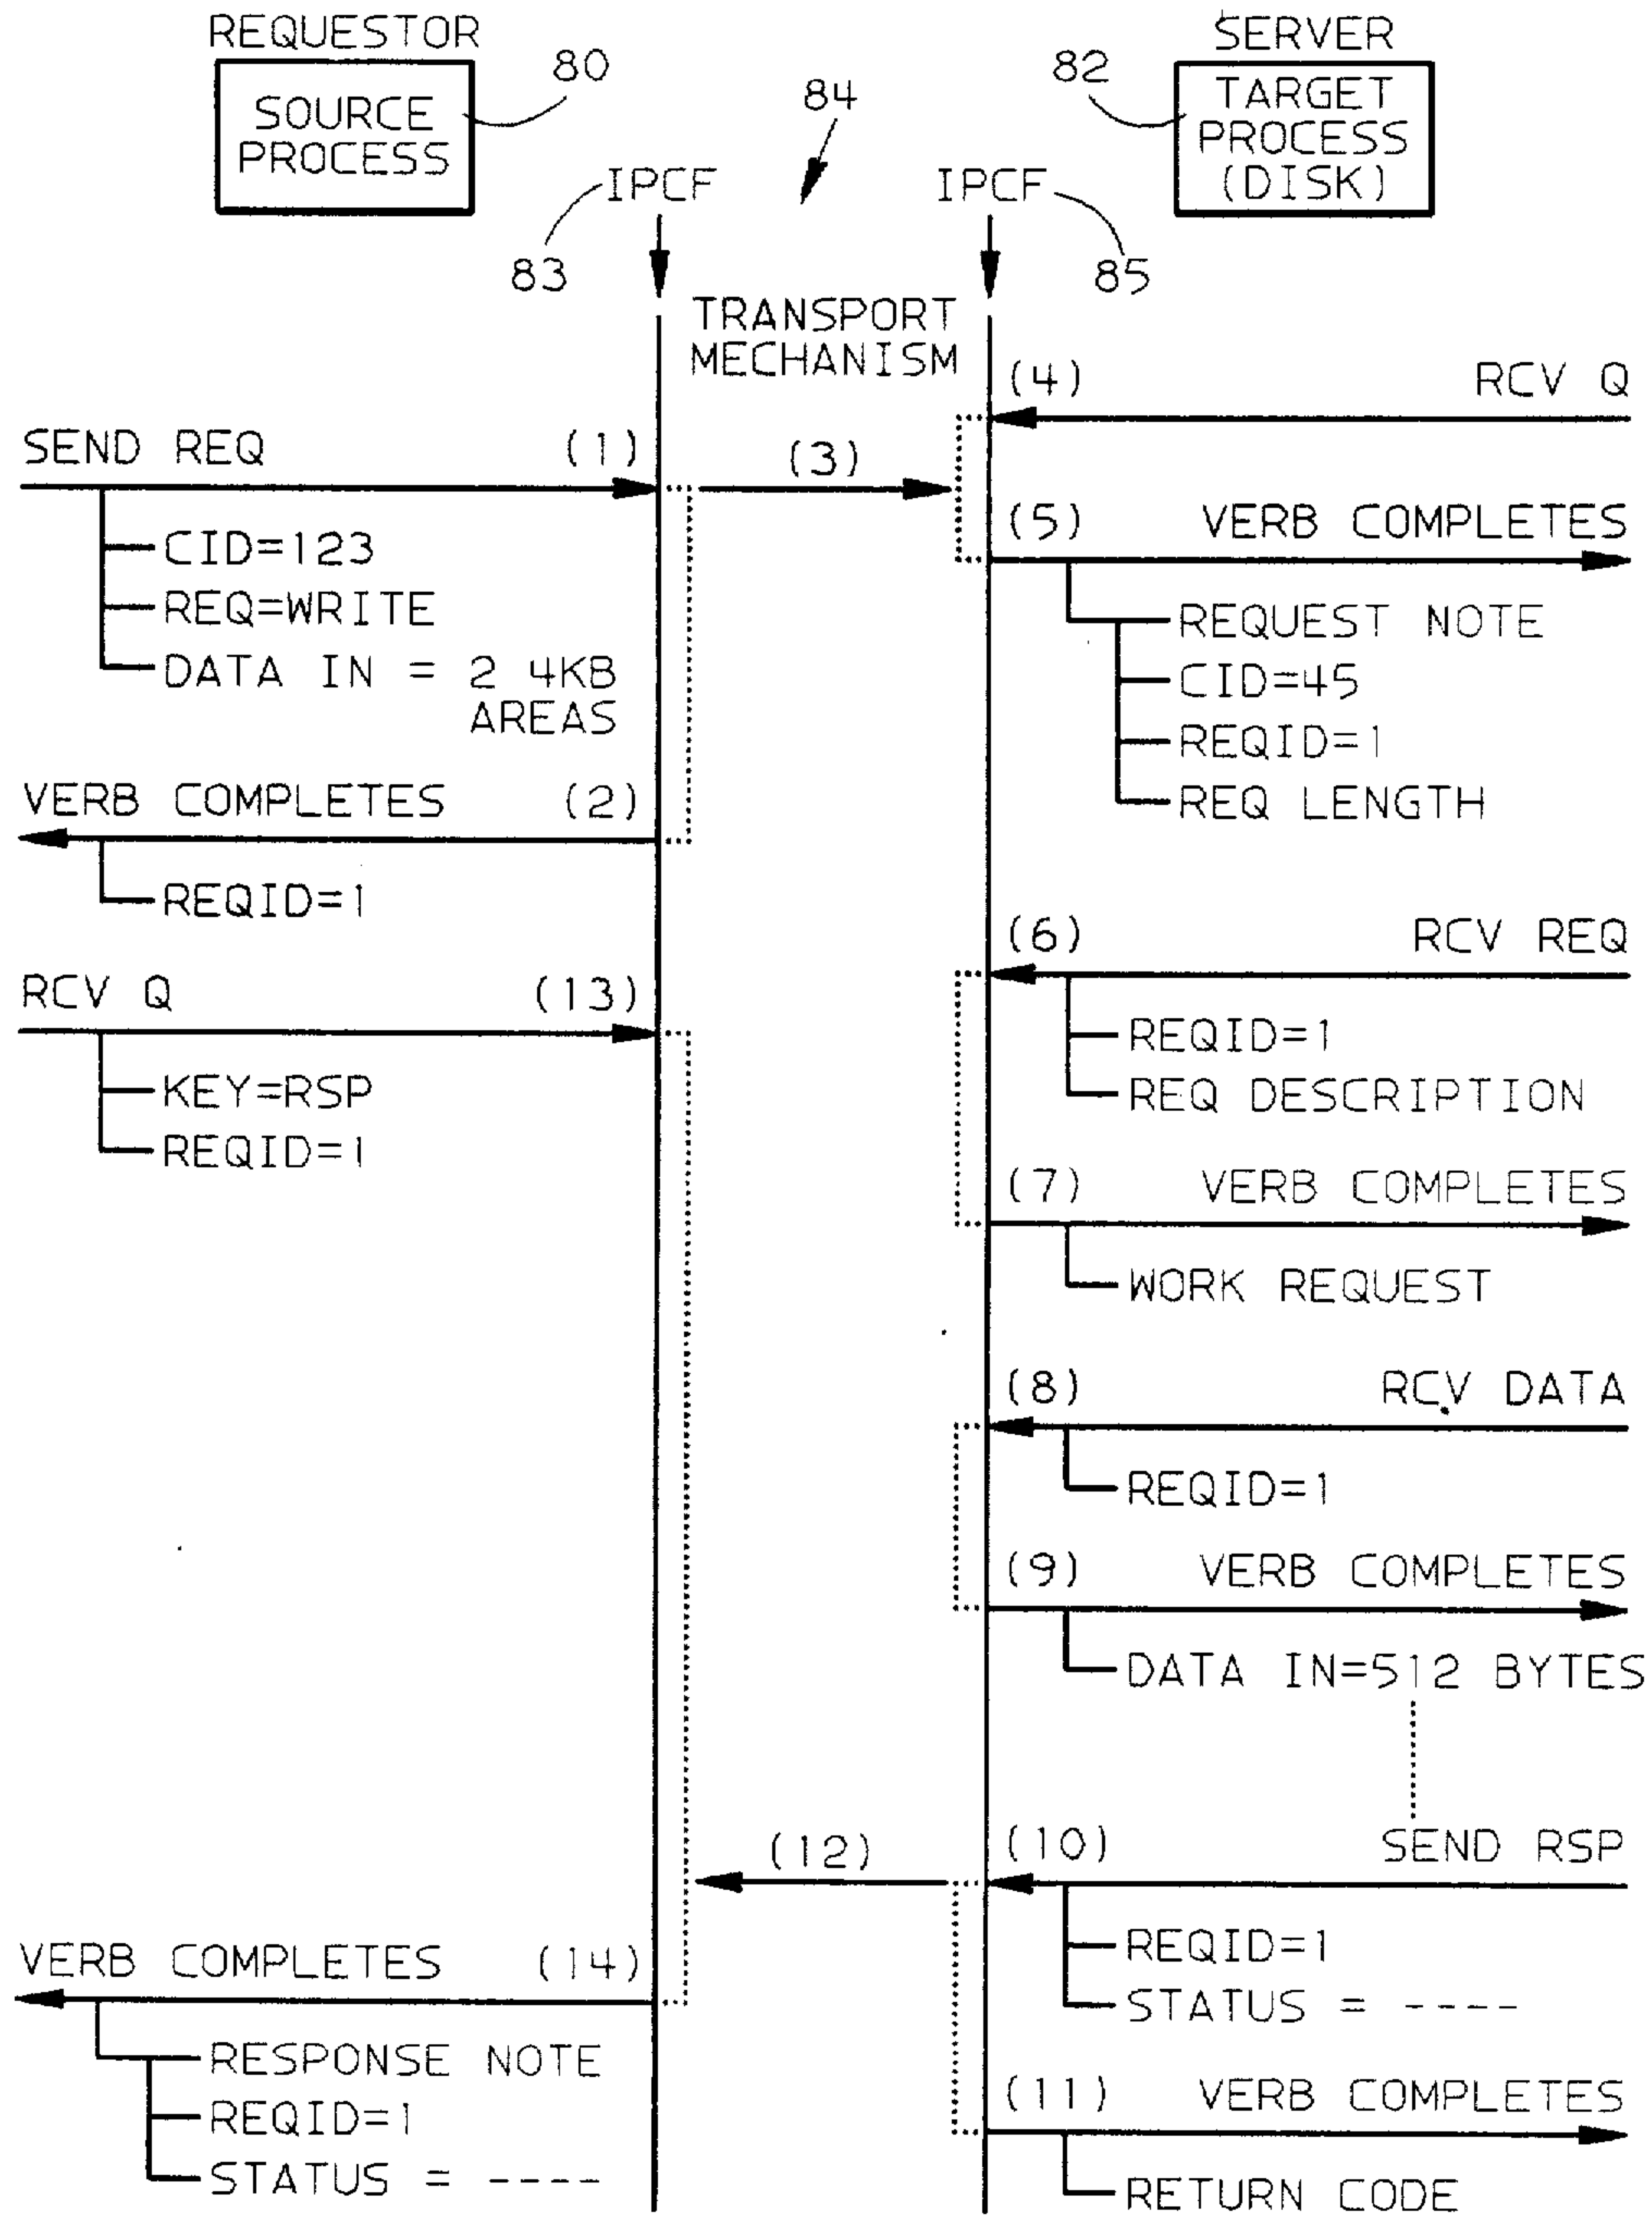 REQUESTOR
SERVER
80
82
84
SOURCE
PROCESS
TARGET
PROCESS
(DISK)
IPCF
IPCF
83
85
TRANSPORT
MECHANISM
(4) RCV Q
SEND REQ (1)
(3)
CID=123
REQ=WRITE
DATA IN = 2 4KB
AREAS
(5) VERB COMPLETES
REQUEST NOTE
CID=45
REQID=1
REQ LENGTH
VERB COMPLETES (2)
REQID=1
(6) RCV REQ
REQID=1
REQ DESCRIPTION
RCV Q (13)
KEY=RSP
REQID=1
(7) VERB COMPLETES
WORK REQUEST
(8) RCV DATA
REQID=1
(9) VERB COMPLETES
DATA IN=512 BYTES
(12)
(10) SEND RSP
REQID=1
STATUS = ----
VERB COMPLETES (14)
RESPONSE NOTE
REQID=1
STATUS = ----
(11) VERB COMPLETES
RETURN CODE